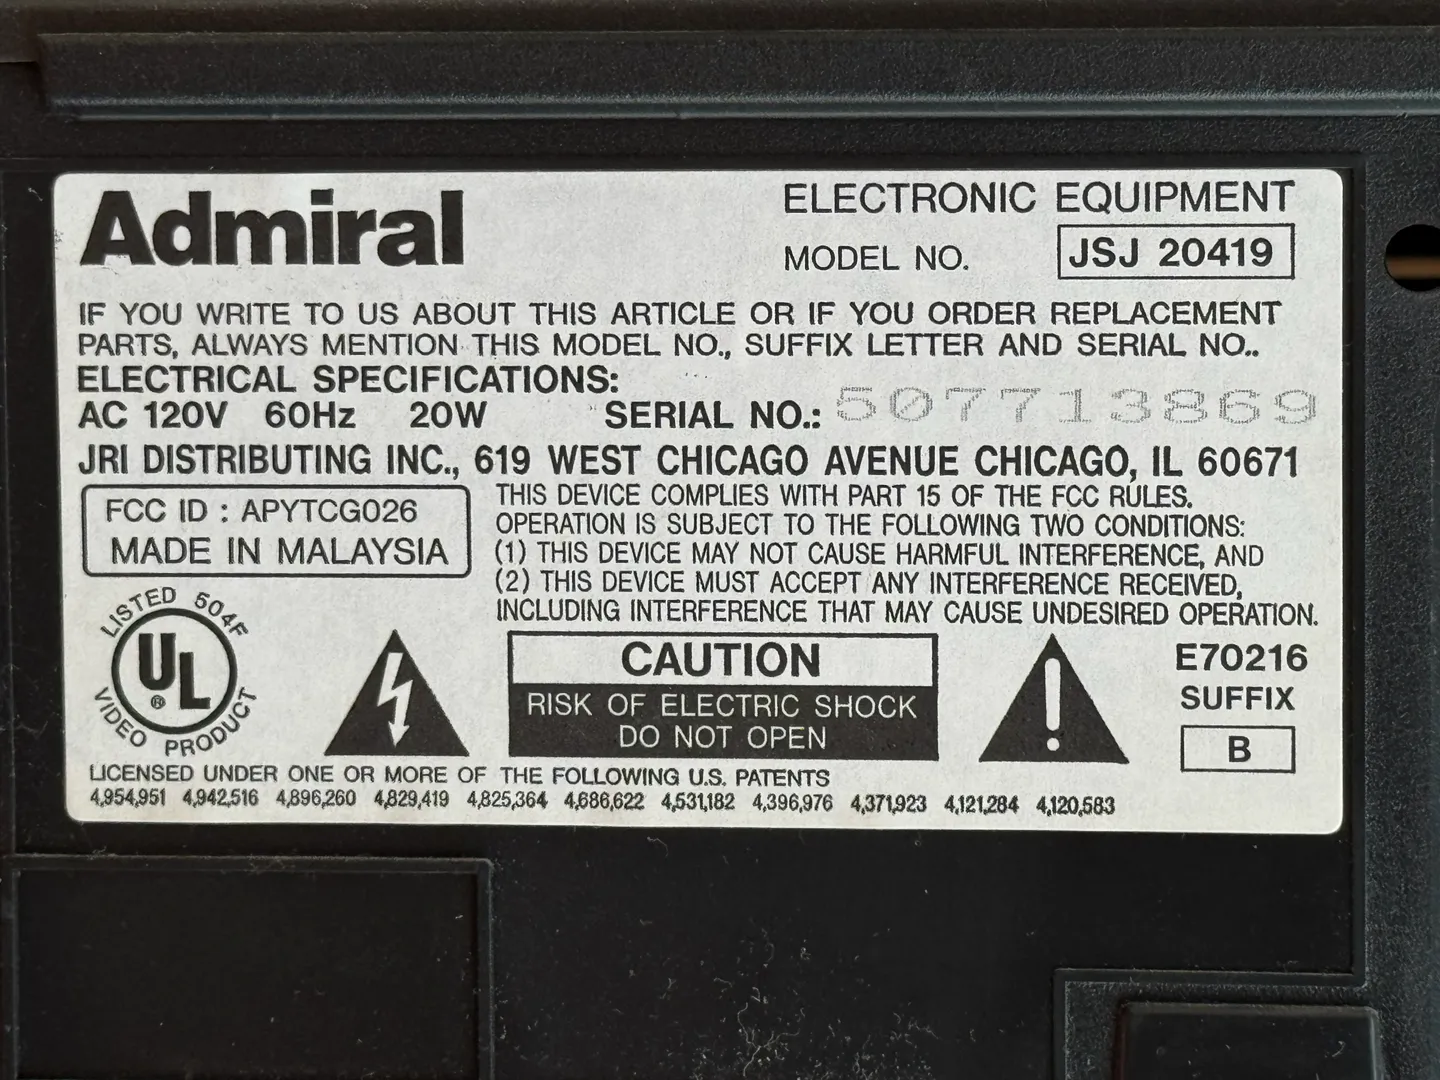 Admiral
ELECTRONIC EQUIPMENT
MODEL NO. JSJ 20419
IF YOU WRITE TO US ABOUT THIS ARTICLE OR IF YOU ORDER REPLACEMENT
PARTS, ALWAYS MENTION THIS MODEL NO., SUFFIX LETTER AND SERIAL NO..
ELECTRICAL SPECIFICATIONS:
AC 120V 60Hz 20W SERIAL NO.: 507713869
JRI DISTRIBUTING INC., 619 WEST CHICAGO AVENUE CHICAGO, IL 60671
FCC ID : APYTCG026
MADE IN MALAYSIA
THIS DEVICE COMPLIES WITH PART 15 OF THE FCC RULES.
OPERATION IS SUBJECT TO THE FOLLOWING TWO CONDITIONS:
(1) THIS DEVICE MAY NOT CAUSE HARMFUL INTERFERENCE, AND
(2) THIS DEVICE MUST ACCEPT ANY INTERFERENCE RECEIVED,
INCLUDING INTERFERENCE THAT MAY CAUSE UNDESIRED OPERATION.
LISTED 504F
UL ®
VIDEO PRODUCT
CAUTION
RISK OF ELECTRIC SHOCK
DO NOT OPEN
E70216
SUFFIX
B
LICENSED UNDER ONE OR MORE OF THE FOLLOWING U.S. PATENTS
4,954,951 4,942,516 4,896,260 4,829,419 4,825,364 4,686,622 4,531,182 4,396,976 4,371,923 4,121,284 4,120,583